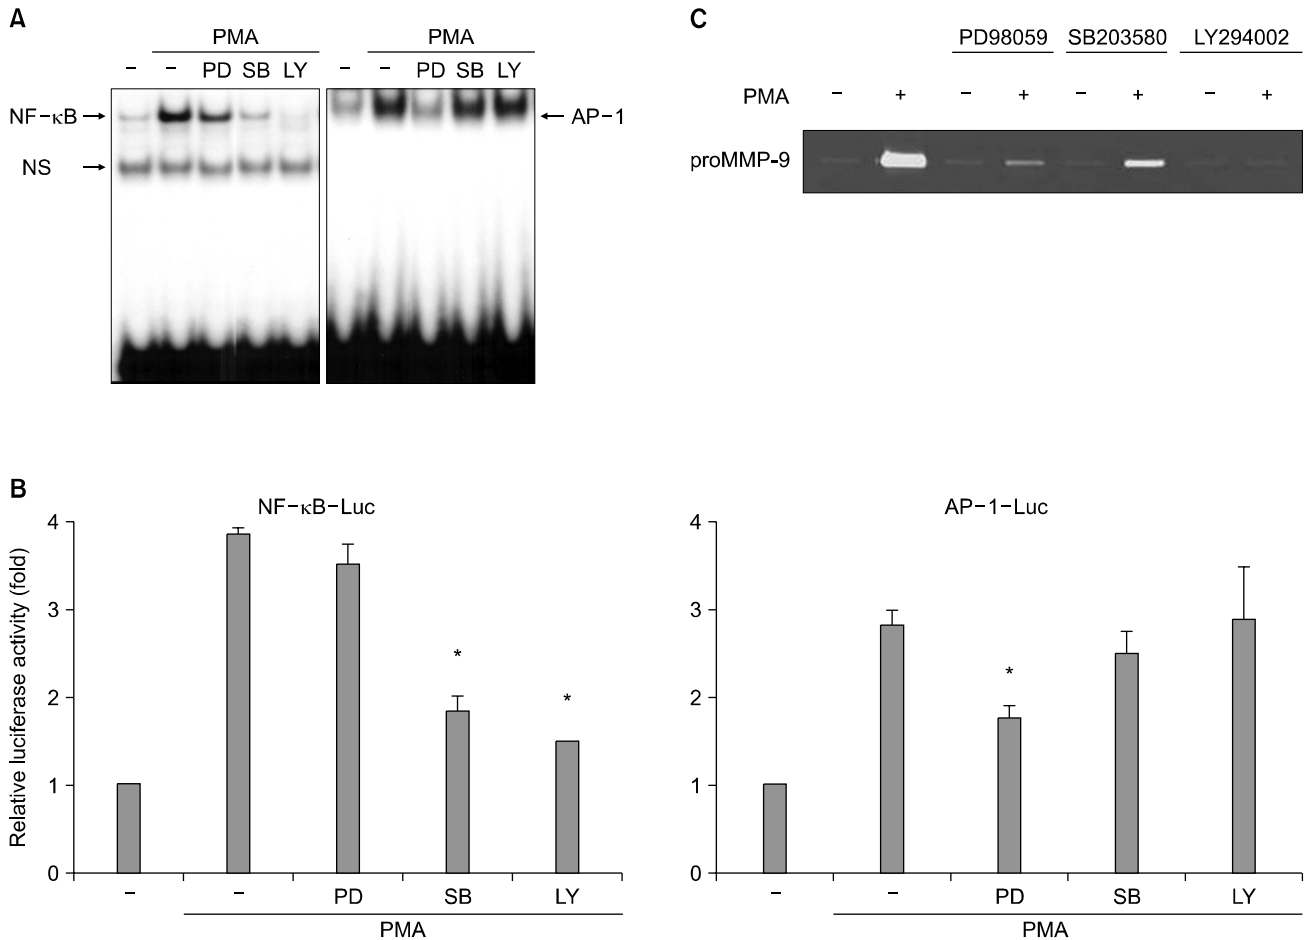 A
PMA
PMA
− − PD SB LY
− − PD SB LY
NF−κB
AP−1
NS
C
PD98059 SB203580 LY294002
PMA − + − + − + − +
proMMP-9
B
NF−κB−Luc
Relative luciferase activity (fold)
4
3
2
1
0
*
*
− − PD SB LY
PMA
AP−1−Luc
4
3
2
1
0
*
− − PD SB LY
PMA